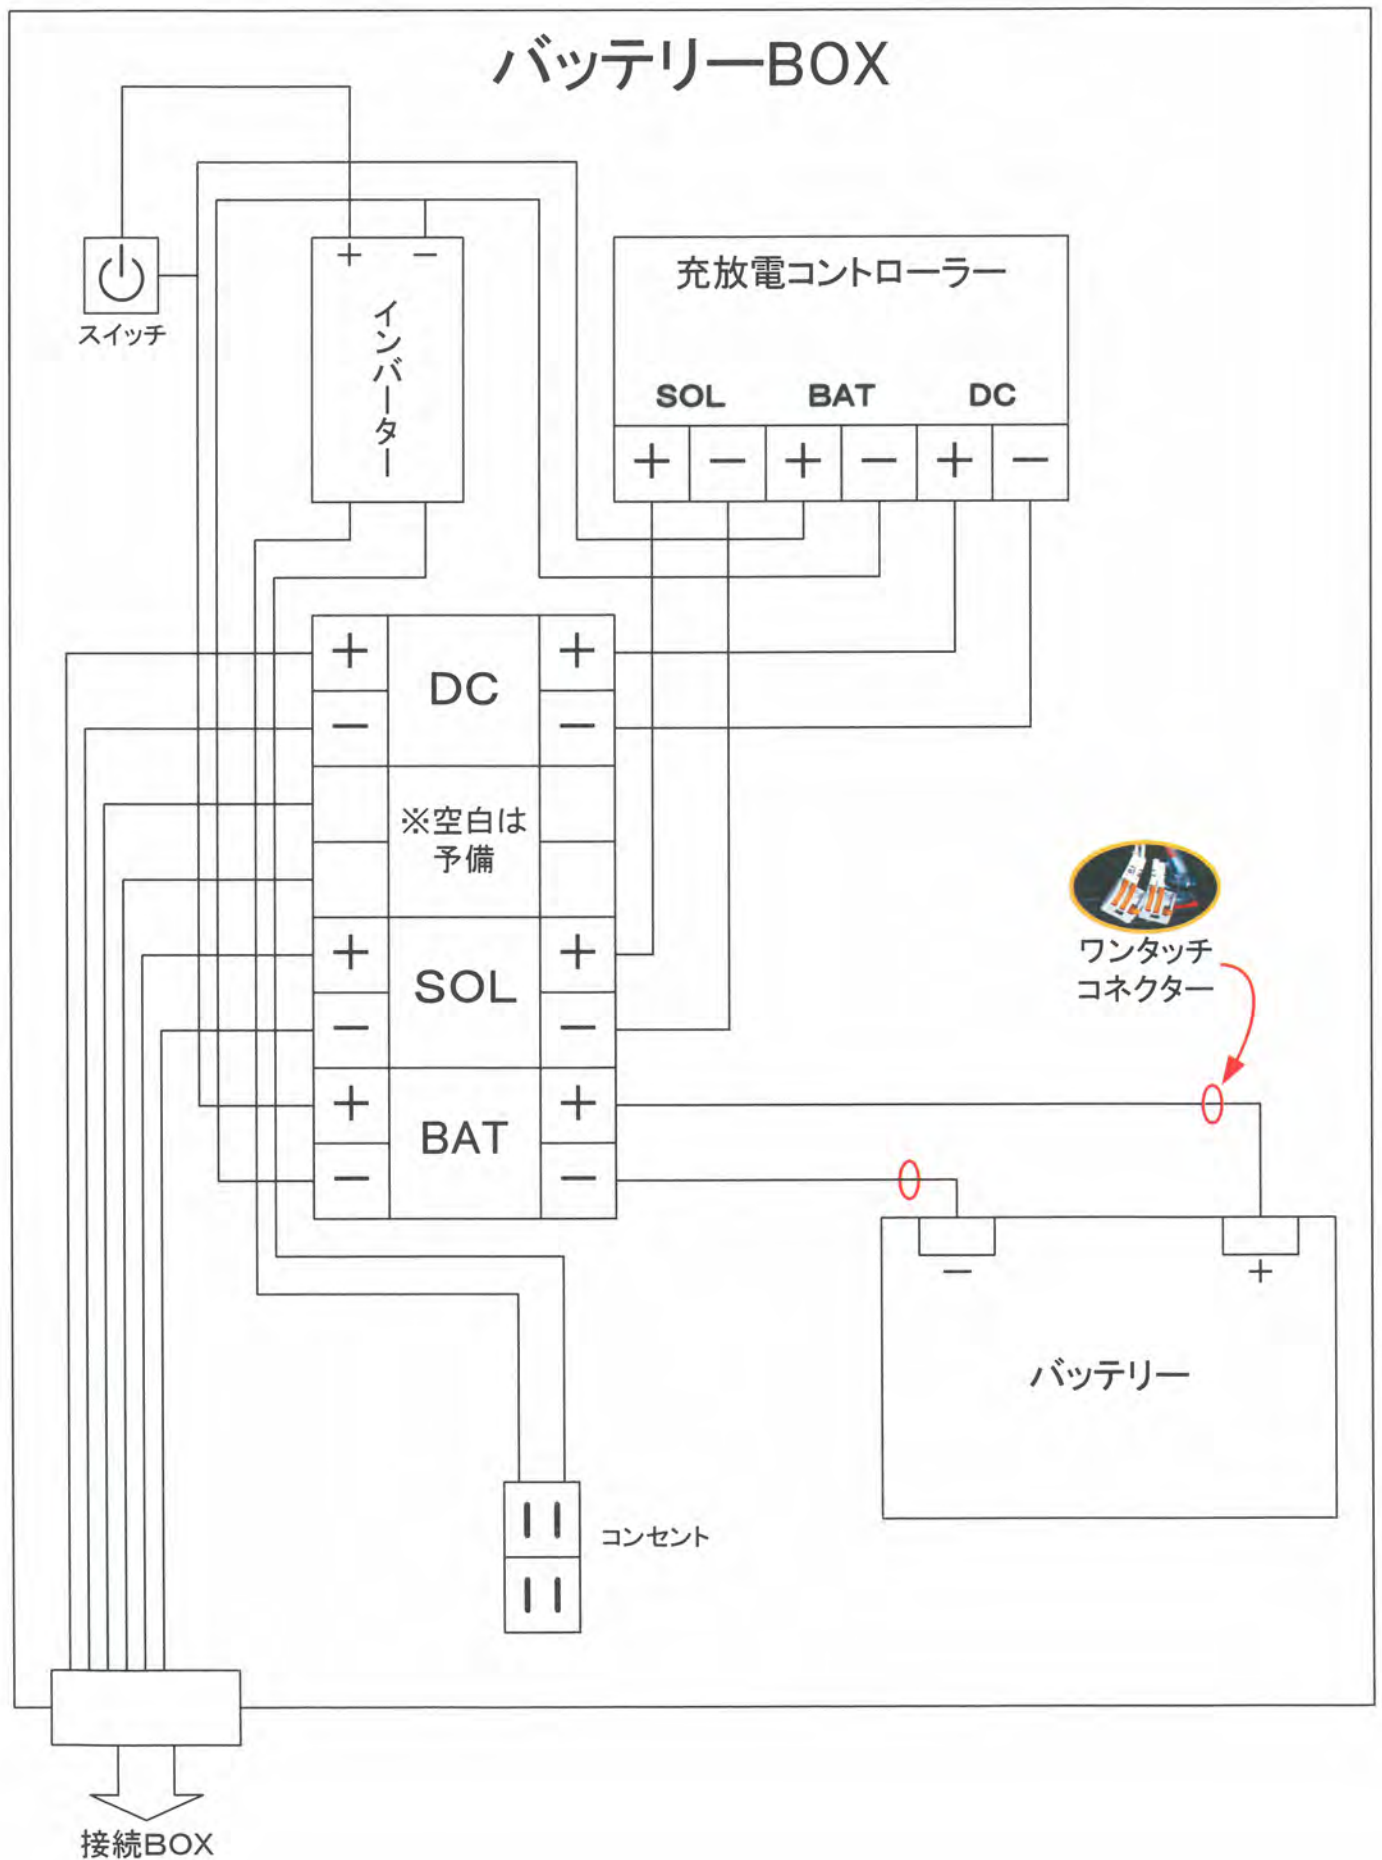 バッテリーBOX
+ −
インバーター
スイッチ
充放電コントローラー
SOL BAT DC
+ − + − + −
+ DC +
− −
※空白は
予備
+ SOL +
− −
+ BAT +
− −
ワンタッチ
コネクター
− +
バッテリー
コンセント
接続BOX